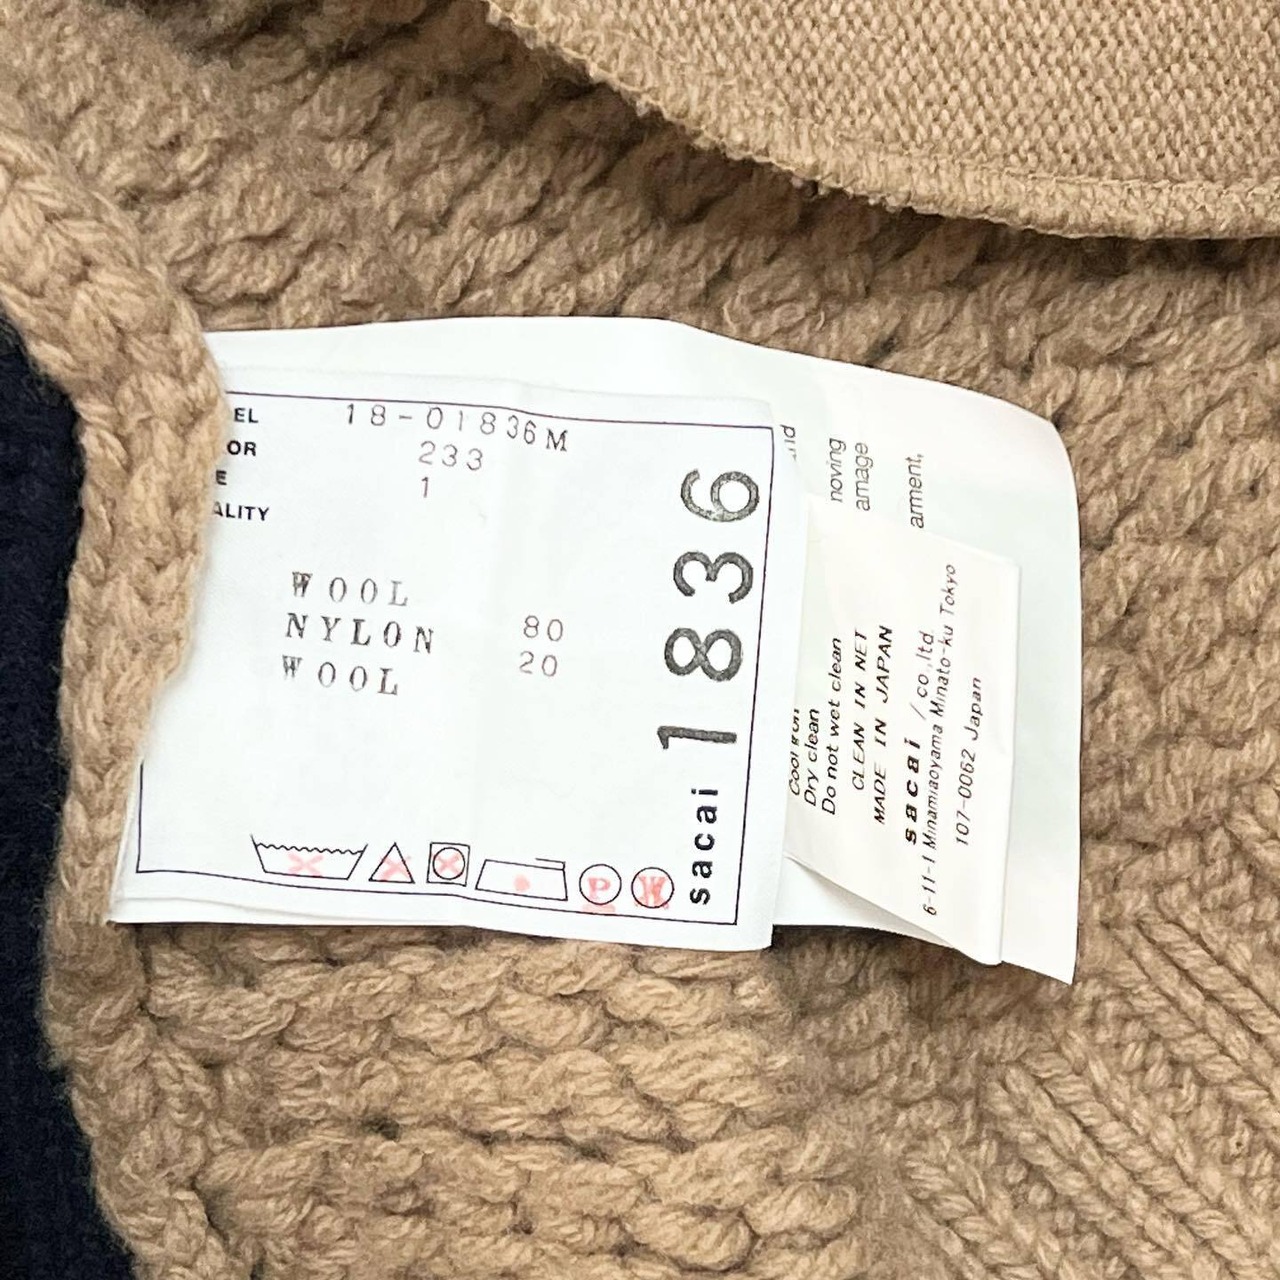 EL 18-01836M
OR 233
E 1
ALITY
WOOL
NYLON 80
WOOL 20
P W
sacai 1836
noving
amage
arment,
Dry clean
Do not wet clean
CLEAN IN NET
MADE IN JAPAN
sacai / co.,ltd.
6-11-1 Minamiaoyama Minato-ku Tokyo
107-0062 Japan